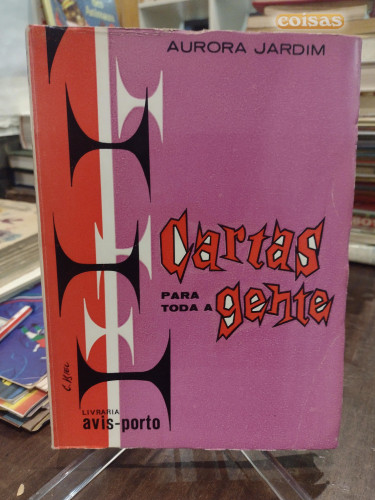 coisas
AURORA JARDIM
Cartas
PARA
TODA A
gente
LIVRARIA
avis-porto